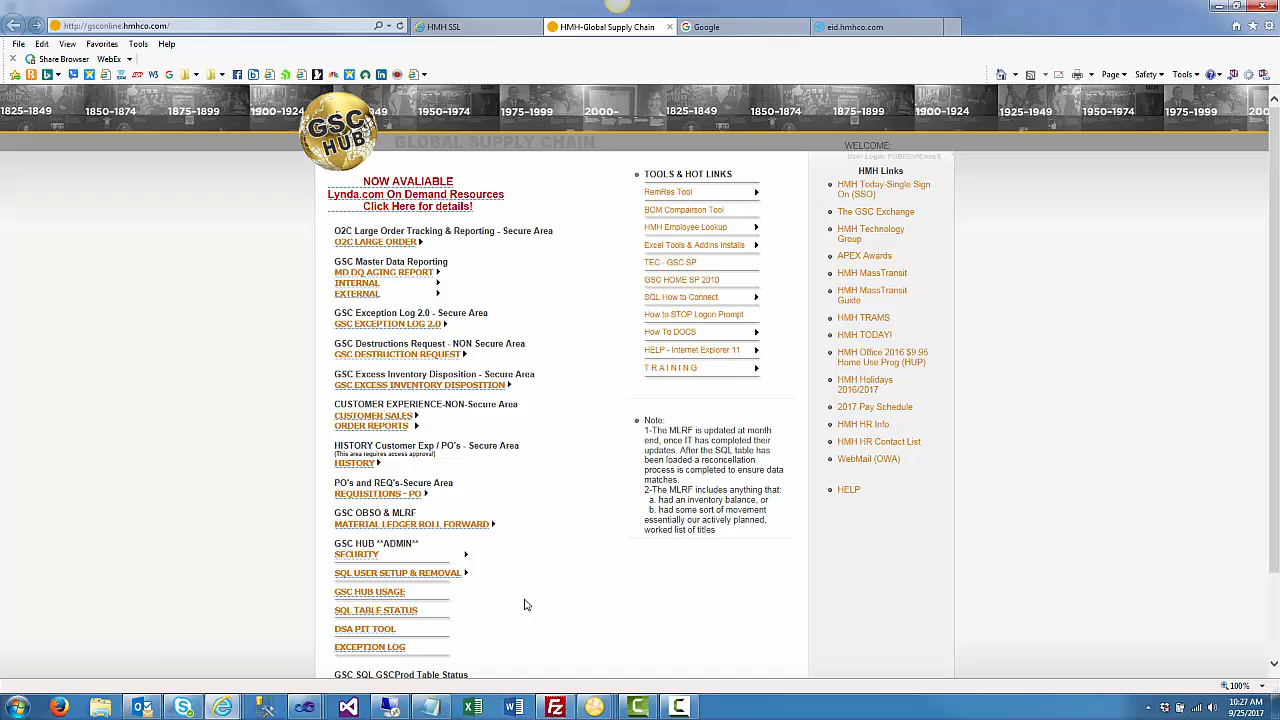 http://gsconline.hmhco.com/
HMH SSL
HMH-Global Supply Chain
Google
eid.hmhco.com
File Edit View Favorites Tools Help
Share Browser WebEx
Page Safety Tools
1825-1849 1850-1874 1875-1899 1900-1924 1949 1950-1974 1975-1999 2000- 1825-1849 1850-1874 1875-1899 1900-1924 1925-1949 1950-1974 1975-1999 200
GSC
HUB
GLOBAL SUPPLY CHAIN
WELCOME:
NOW AVALIABLE
Lynda.com On Demand Resources
Click Here for details!
O2C Large Order Tracking & Reporting - Secure Area
O2C LARGE ORDER
GSC Master Data Reporting
MD DQ AGING REPORT
INTERNAL
EXTERNAL
GSC Exception Log 2.0 - Secure Area
GSC EXCEPTION LOG 2.0
GSC Destructions Request - NON Secure Area
GSC DESTRUCTION REQUEST
GSC Excess Inventory Disposition - Secure Area
GSC EXCESS INVENTORY DISPOSITION
CUSTOMER EXPERIENCE-NON-Secure Area
CUSTOMER SALES
ORDER REPORTS
HISTORY Customer Exp / PO's - Secure Area
(This area requires access approval)
HISTORY
PO's and REQ's-Secure Area
REQUISITIONS - PO
GSC OBSO & MLRF
MATERIAL LEDGER ROLL FORWARD
GSC HUB **ADMIN**
SECURITY
SQL USER SETUP & REMOVAL
GSC HUB USAGE
SQL TABLE STATUS
DSA PIT TOOL
EXCEPTION LOG
GSC SQL GSCProd Table Status
TOOLS & HOT LINKS
RemRes Tool
BOM Compairson Tool
HMH Employee Lookup
Excel Tools & Addins Installs
TEC - GSC SP
GSC HOME SP 2010
SQL How to Connect
How to STOP Logon Prompt
How To DOCS
HELP - Internet Explorer 11
T R A I N I N G
Note:
1-The MLRF is updated at month
end, once IT has completed their
updates. After the SQL table has
been loaded a reconcellation
process is completed to ensure data
matches.
2-The MLRF includes anything that:
a. had an inventory balance, or
b. had some sort of movement
essentially our actively planned,
worked list of titles
HMH Links
HMH Today-Single Sign
On (SSO)
The GSC Exchange
HMH Technology
Group
APEX Awards
HMH MassTransit
HMH MassTransit
Guide
HMH TRAMS
HMH TODAY!
HMH Office 2016 $9.95
Home Use Prog (HUP)
HMH Holidays
2016/2017
2017 Pay Schedule
HMH HR Info.
HMH HR Contact List
WebMail (OWA)
HELP
100%
10:27 AM
9/25/2017